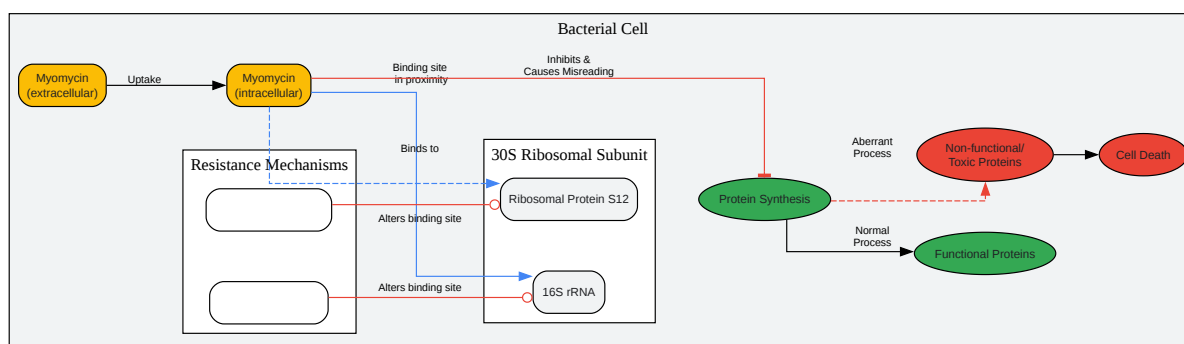 Bacterial Cell
Myomycin
(extracellular)
Uptake
Myomycin
(intracellular)
Binding site
in proximity
Inhibits &
Causes Misreading
Binds to
Resistance Mechanisms
30S Ribosomal Subunit
Ribosomal Protein S12
Alters binding site
16S rRNA
Alters binding site
Protein Synthesis
Aberrant
Process
Non-functional/
Toxic Proteins
Cell Death
Normal
Process
Functional Proteins